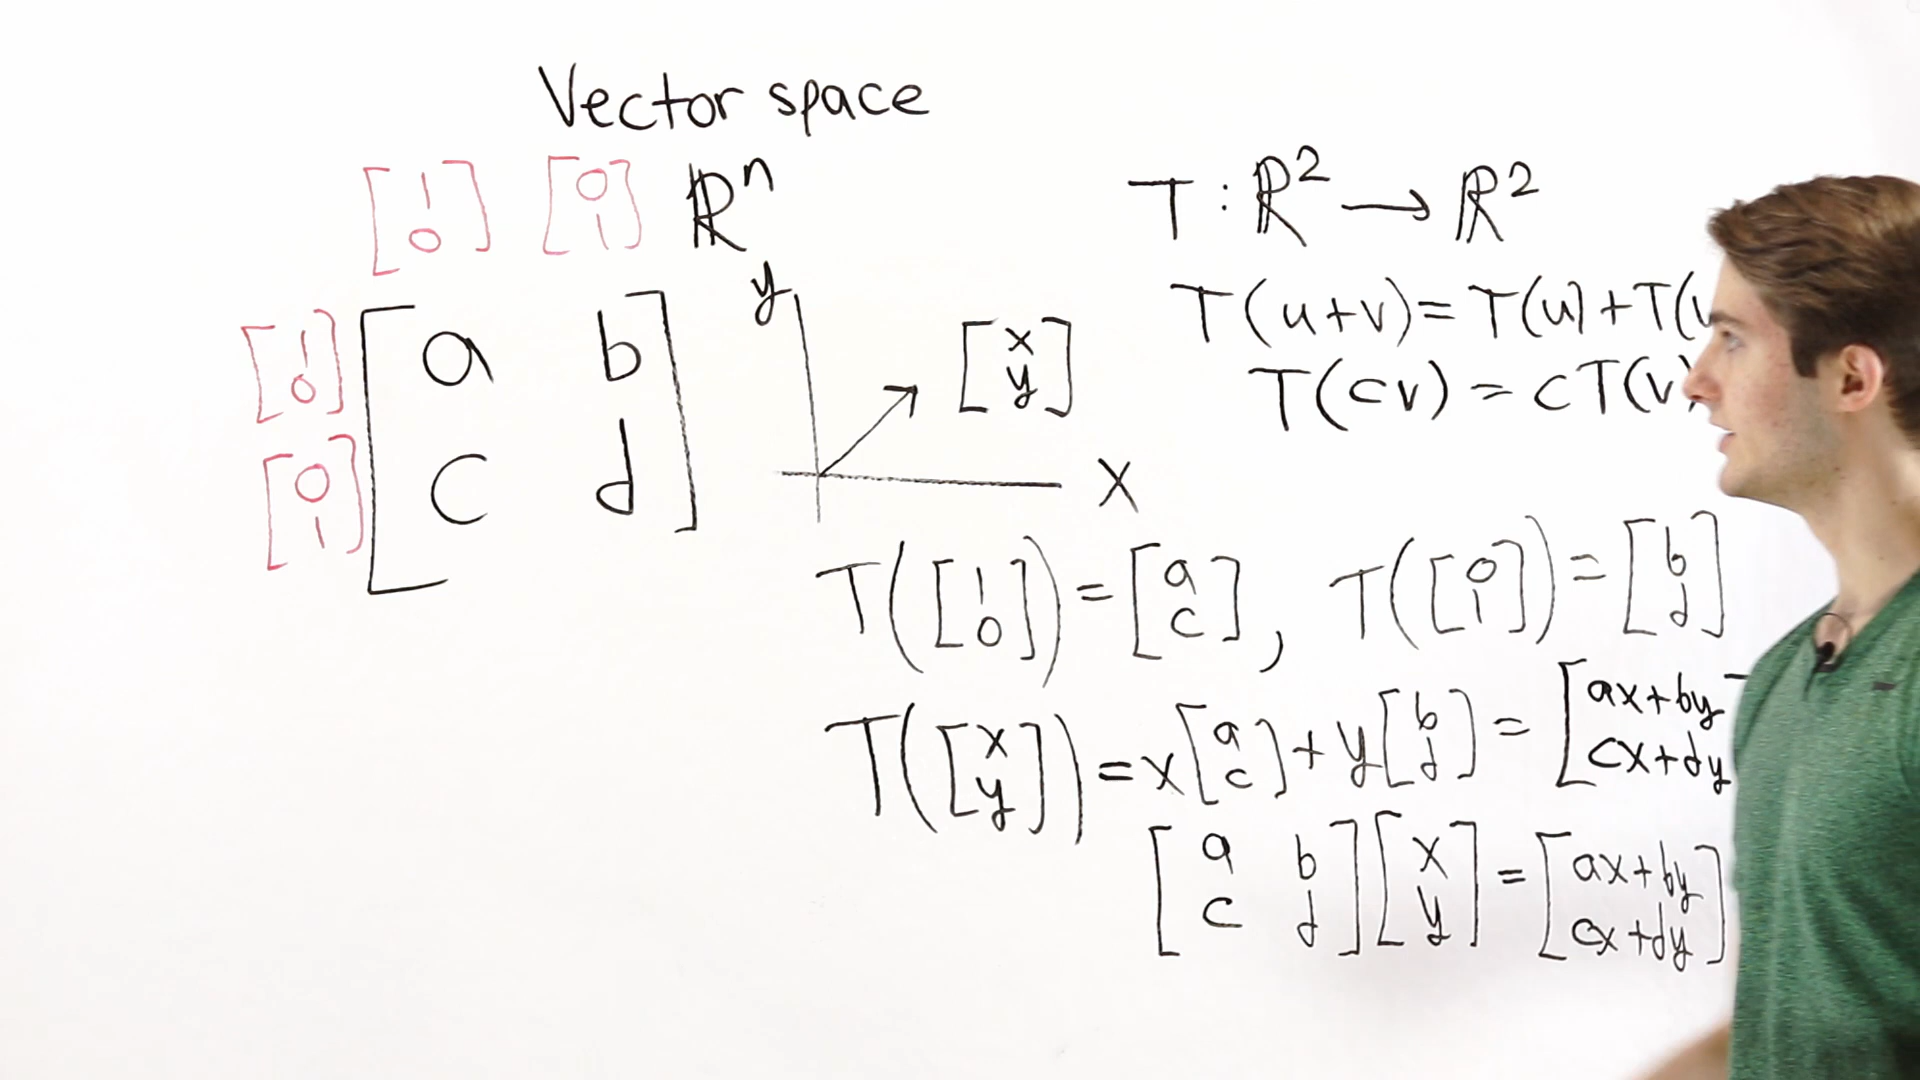 Vector space
[1 0] [0 1] ℝⁿ
[1 0] [0 1] [a b c d]
y [x y] x
T : ℝ² → ℝ²
T(u+v) = T(u) + T(
T(cv) = cT(v)
T([1 0]) = [a c], T([0 1]) = [b d]
T([x y]) = x[a c] + y[b d] = [ax+by cx+dy
[a b c d][x y] = [ax+by cx+dy]